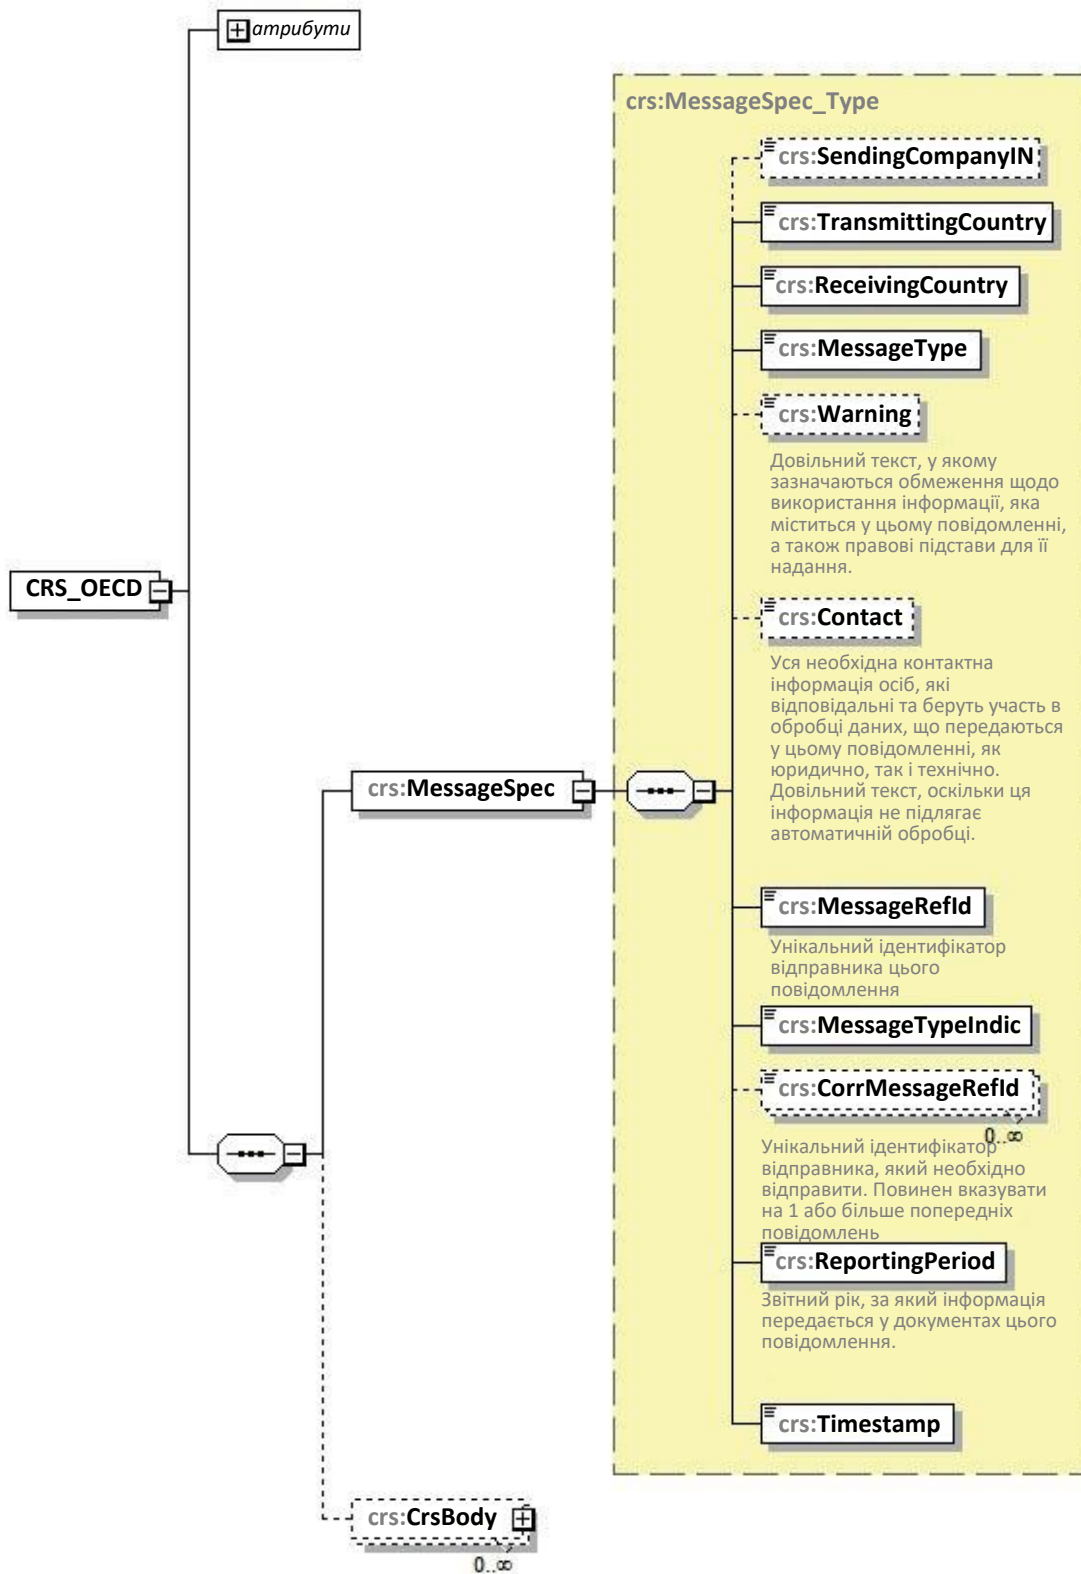 атрибути
crs:MessageSpec_Type
crs:SendingCompanyIN
crs:TransmittingCountry
crs:ReceivingCountry
crs:MessageType
crs:Warning
Довільний текст, у якому
зазначаються обмеження щодо
використання інформації, яка
міститься у цьому повідомленні,
а також правові підстави для її
надання.
CRS_OECD
crs:Contact
Уся необхідна контактна
інформація осіб, які
відповідальні та беруть участь в
обробці даних, що передаються
у цьому повідомленні, як
юридично, так і технічно.
Довільний текст, оскільки ця
інформація не підлягає
автоматичній обробці.
crs:MessageSpec
crs:MessageRefId
Унікальний ідентифікатор
відправника цього
повідомлення
crs:MessageTypeIndic
crs:CorrMessageRefId
0..∞
Унікальний ідентифікатор
відправника, який необхідно
відправити. Повинен вказувати
на 1 або більше попередніх
повідомлень
crs:ReportingPeriod
Звітний рік, за який інформація
передається у документах цього
повідомлення.
crs:Timestamp
crs:CrsBody
0..∞